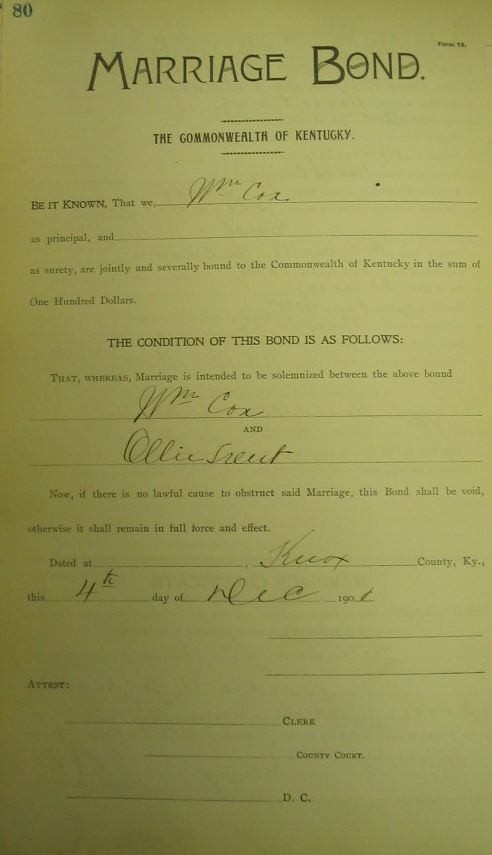 80
Form 72.
MARRIAGE BOND.
THE COMMONWEALTH OF KENTUCKY.
BE IT KNOWN, That we, Wm Cox
as principal, and
as surety, are jointly and severally bound to the Commonwealth of Kentucky in the sum of
One Hundred Dollars.
THE CONDITION OF THIS BOND IS AS FOLLOWS:
THAT, WHEREAS, Marriage is intended to be solemnized between the above bound
Wm Cox
AND
Ollie Trent
Now, if there is no lawful cause to obstruct said Marriage, this Bond shall be void,
otherwise it shall remain in full force and effect.
Dated at , Knox County, Ky.,
this 4th day of Dec 190
ATTEST:
CLERK
COUNTY COURT.
D. C.